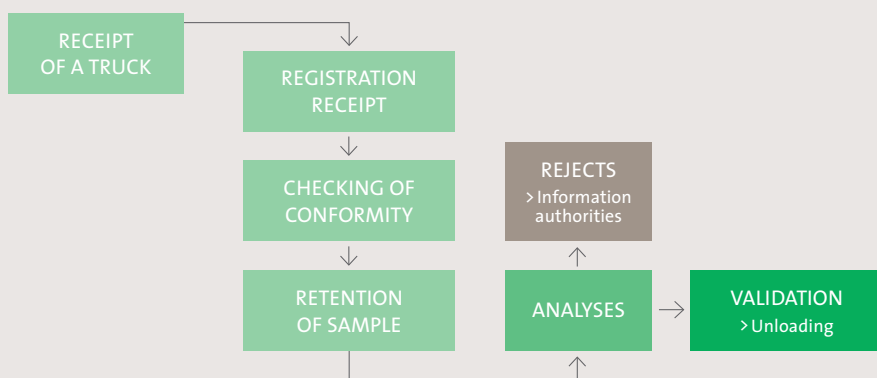 RECEIPT
OF A TRUCK
REGISTRATION
RECEIPT
CHECKING OF
CONFORMITY
RETENTION
OF SAMPLE
REJECTS
> Information
authorities
ANALYSES
VALIDATION
> Unloading